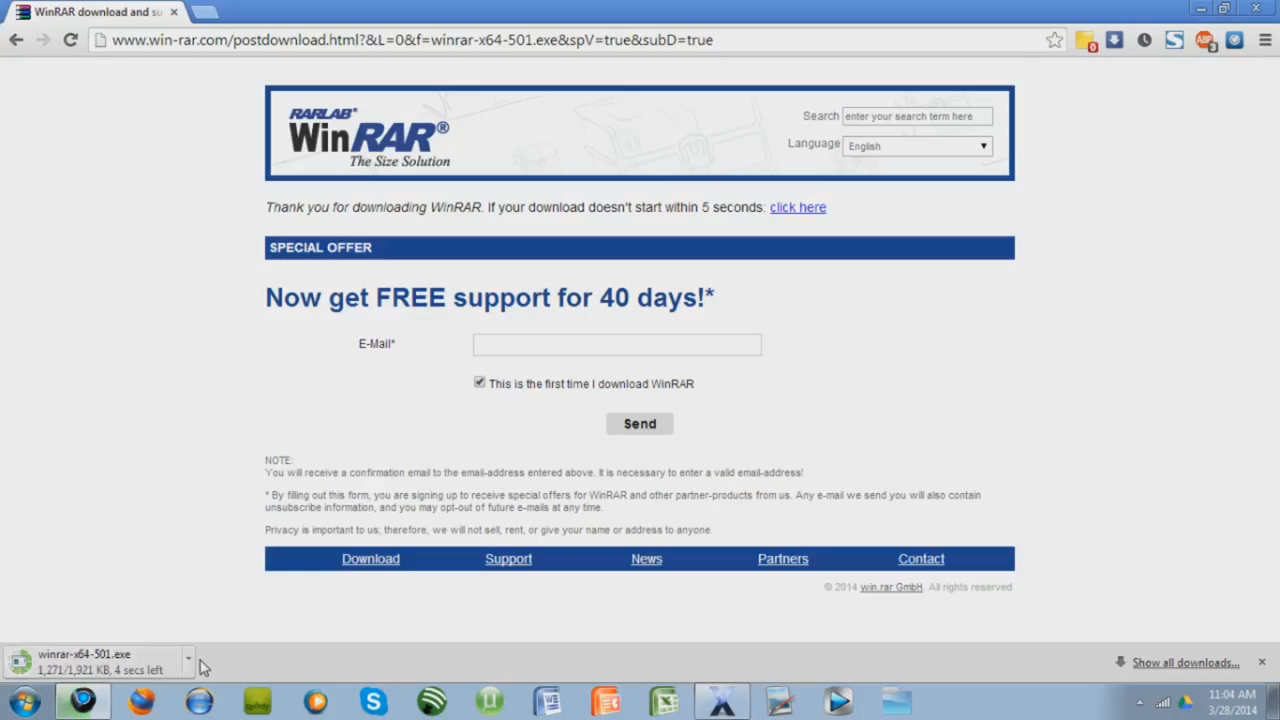 WinRAR download and su
www.win-rar.com/postdownload.html?&L=0&f=winrar-x64-501.exe&spV=true&subD=true
0
ABP
3
RARLAB®
WinRAR®
The Size Solution
Search enter your search term here
Language English
Thank you for downloading WinRAR. If your download doesn't start within 5 seconds: click here
SPECIAL OFFER
Now get FREE support for 40 days!*
E-Mail*
This is the first time I download WinRAR
Send
NOTE:
You will receive a confirmation email to the email-address entered above. It is necessary to enter a valid email-address!
* By filling out this form, you are signing up to receive special offers for WinRAR and other partner-products from us. Any e-mail we send you will also contain
unsubscribe information, and you may opt-out of future e-mails at any time.
Privacy is important to us; therefore, we will not sell, rent, or give your name or address to anyone.
Download Support News Partners Contact
© 2014 win.rar GmbH. All rights reserved.
winrar-x64-501.exe
1,271/1,921 KB, 4 secs left
Show all downloads...
11:04 AM
3/28/2014